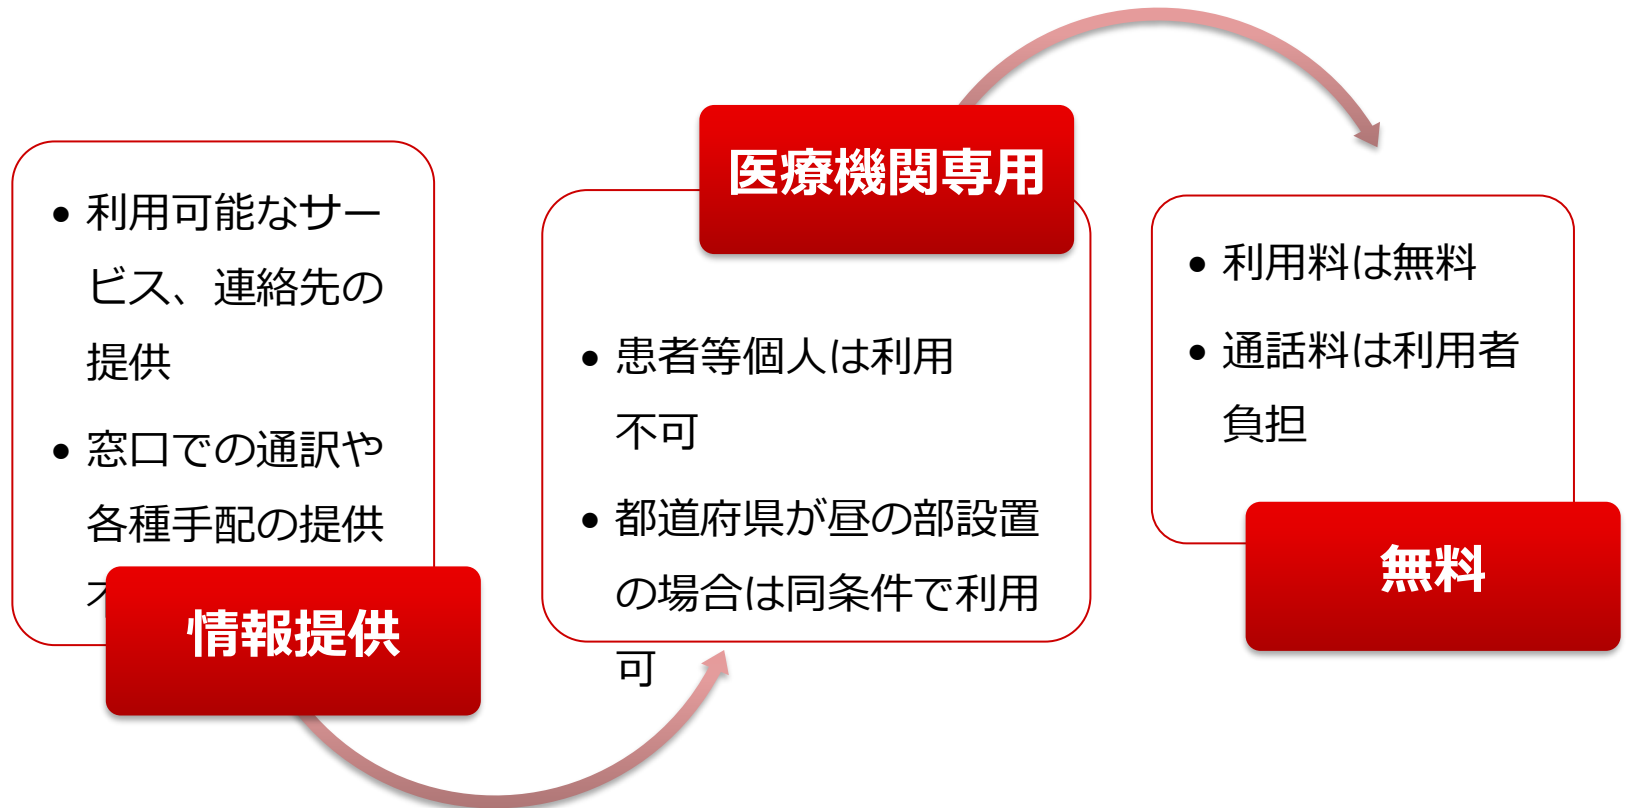 • 利用可能なサー
ビス、連絡先の
提供
• 窓口での通訳や
各種手配の提供
情報提供
医療機関専用
• 患者等個人は利用
不可
• 都道府県が昼の部設置
の場合は同条件で利用
可
• 利用料は無料
• 通話料は利用者
負担
無料